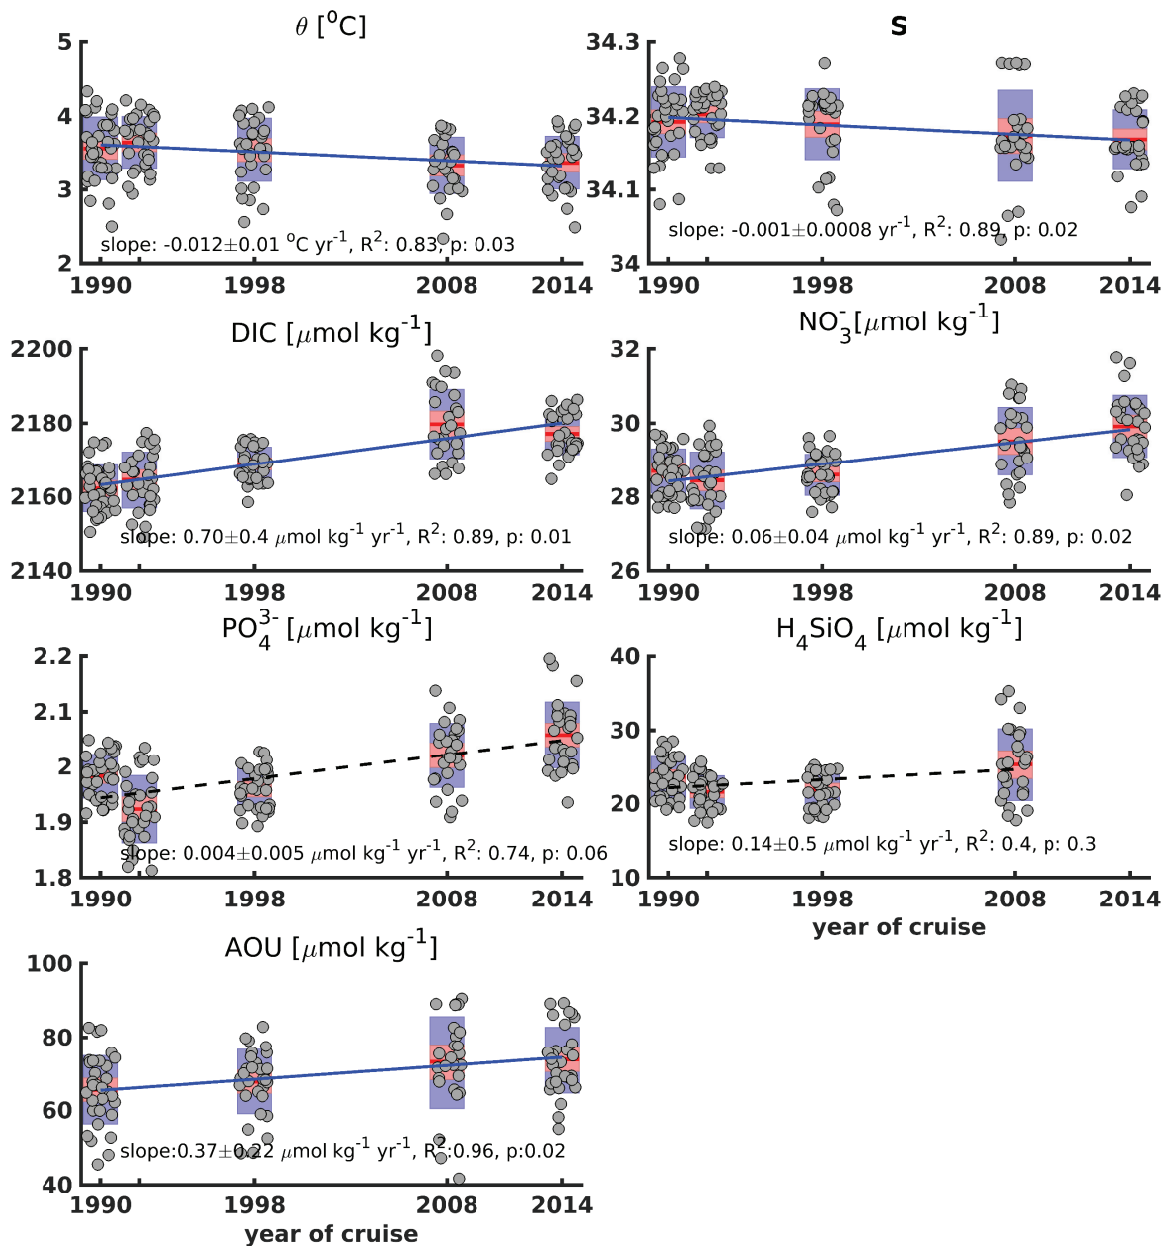 θ [°C]
5
4
3
2
slope: -0.012±0.01 °C yr⁻¹, R²: 0.83, p: 0.03
1990 1998 2008 2014
S
34.3
34.2
34.1
34
slope: -0.001±0.0008 yr⁻¹, R²: 0.89, p: 0.02
1990 1998 2008 2014
DIC [μmol kg⁻¹]
2200
2180
2160
2140
slope: 0.70±0.4 μmol kg⁻¹ yr⁻¹, R²: 0.89, p: 0.01
1990 1998 2008 2014
NO₃⁻[μmol kg⁻¹]
32
30
28
26
slope: 0.06±0.04 μmol kg⁻¹ yr⁻¹, R²: 0.89, p: 0.02
1990 1998 2008 2014
PO₄³⁻ [μmol kg⁻¹]
2.2
2.1
2
1.9
1.8
slope: 0.004±0.005 μmol kg⁻¹ yr⁻¹, R²: 0.74, p: 0.06
1990 1998 2008 2014
H₄SiO₄ [μmol kg⁻¹]
40
30
20
10
slope: 0.14±0.5 μmol kg⁻¹ yr⁻¹, R²: 0.4, p: 0.3
1990 1998 2008 2014
year of cruise
AOU [μmol kg⁻¹]
100
80
60
40
slope:0.37±0.22 μmol kg⁻¹ yr⁻¹, R²:0.96, p:0.02
1990 1998 2008 2014
year of cruise